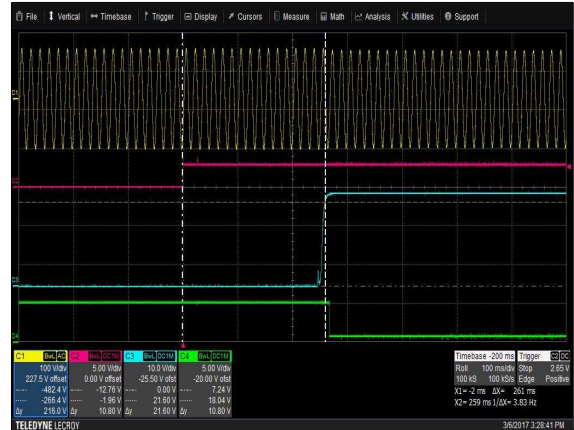 File Vertical Timebase Trigger Display Cursors Measure Math Analysis Utilities Support
C1 BwL AC C2 BwL DC1M C3 BwL DC1M C4 BwL DC1M Timebase -200 ms Trigger C2 DC
100 V/div 5.00 V/div 10.0 V/div 5.00 V/div Roll 100 ms/div Stop 2.65 V
227.5 V offset 0.00 V offset -25.50 V ofst -20.00 V ofst 100 kS 100 kS/s Edge Positive
-482.4 V -12.76 V 0.00 V 7.24 V X1= -2 ms ΔX= 261 ms
-266.4 V -1.96 V 21.60 V 18.04 V X2= 259 ms 1/ΔX= 3.83 Hz
Δy 216.0 V Δy 10.80 V Δy 21.60 V Δy 10.80 V
TELEDYNE LECROY 3/6/2017 3:28:41 PM